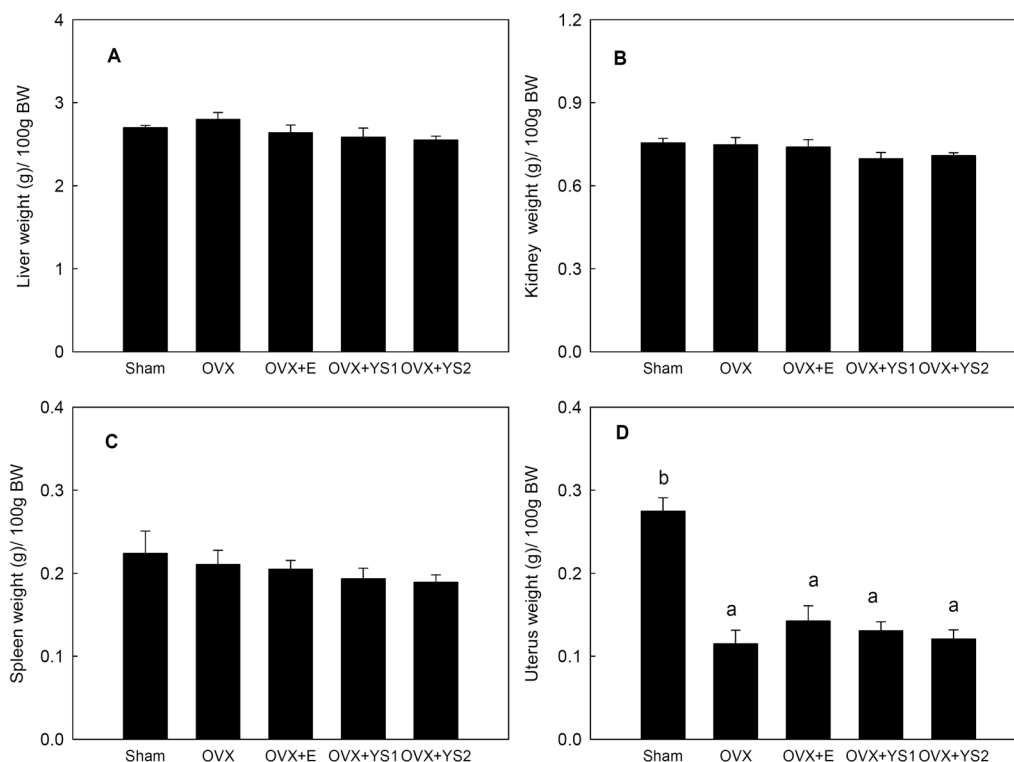 A
Liver weight (g)/ 100g BW
4
3
2
1
0
Sham OVX OVX+E OVX+YS1 OVX+YS2
B
Kidney weight (g)/ 100g BW
1.2
0.9
0.6
0.3
0.0
Sham OVX OVX+E OVX+YS1 OVX+YS2
C
Spleen weight (g)/ 100g BW
0.4
0.3
0.2
0.1
0.0
Sham OVX OVX+E OVX+YS1 OVX+YS2
D
Uterus weight (g)/ 100g BW
0.4
0.3
0.2
0.1
0.0
b
a
a
a
a
Sham OVX OVX+E OVX+YS1 OVX+YS2